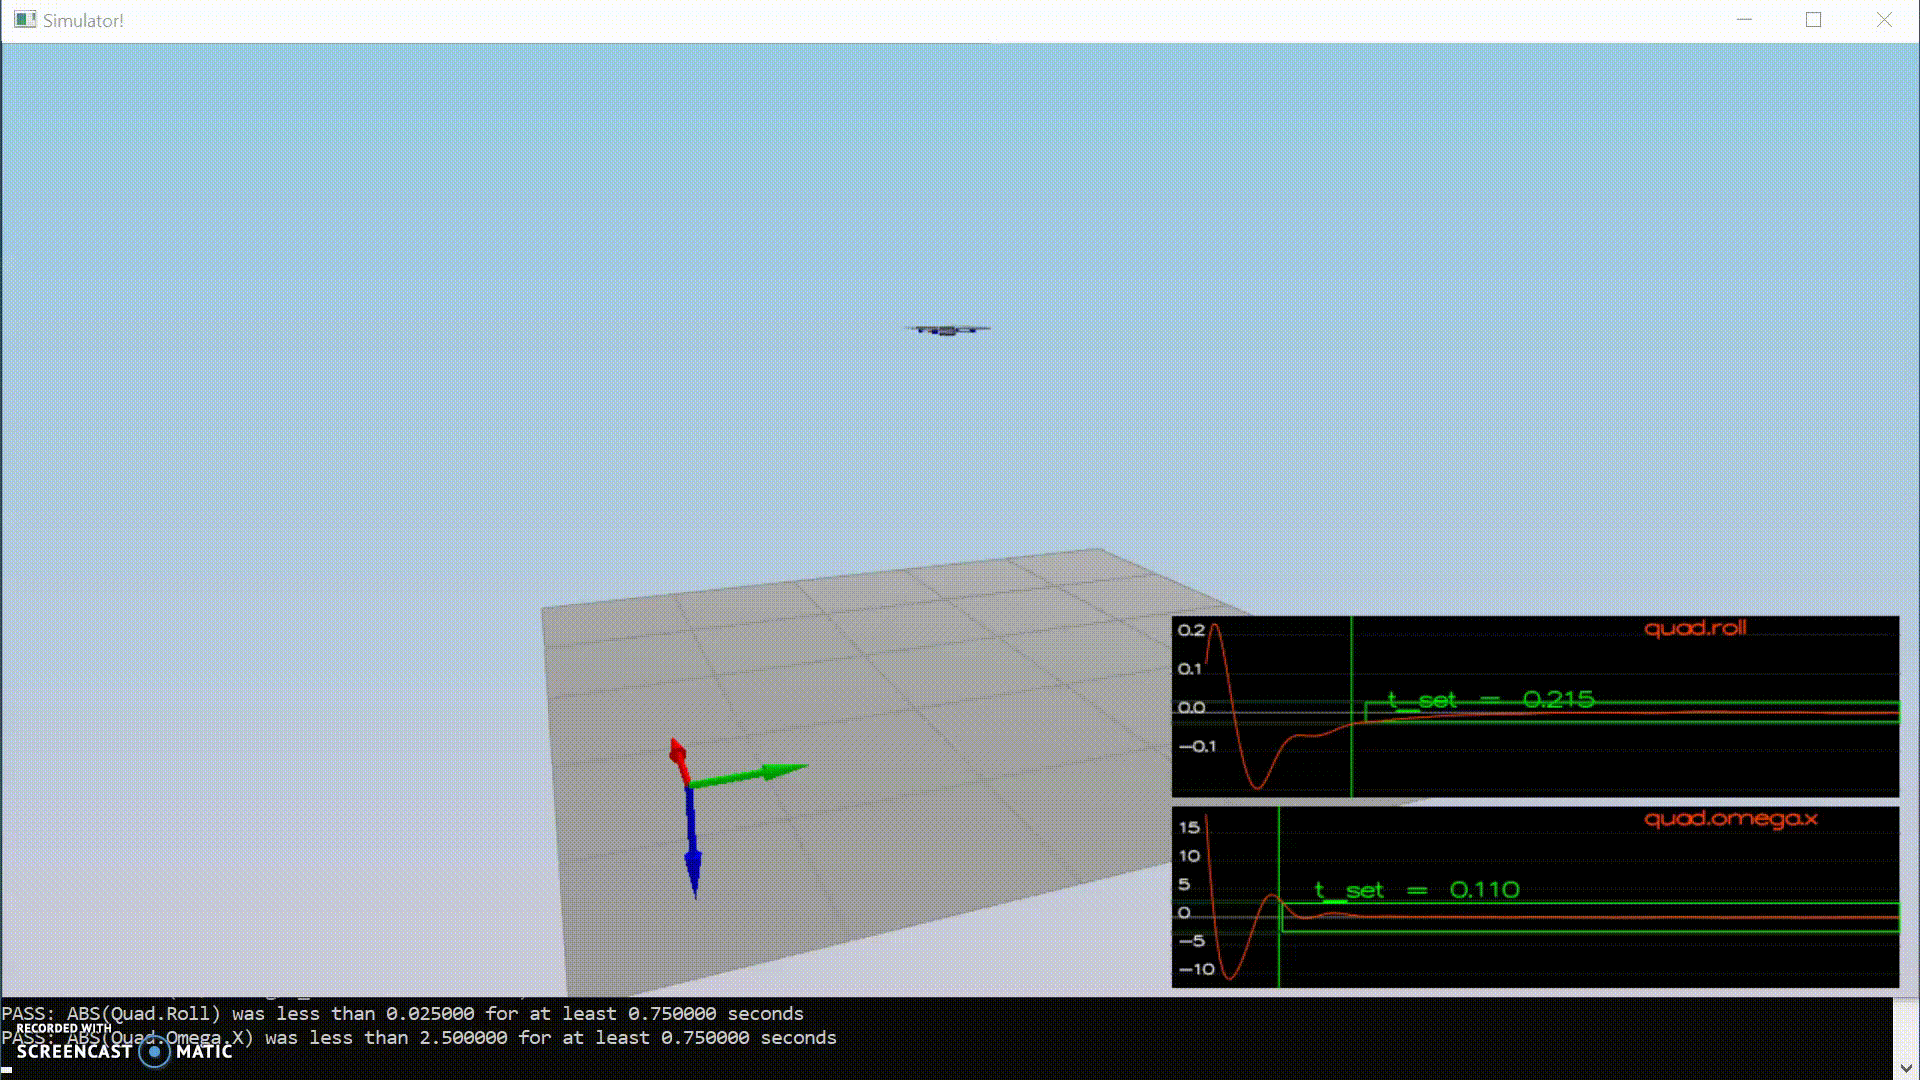 Simulator!
0.2
quad.roll
0.1
t_set = 0.215
0.0
-0.1
quad.omega.x
15
10
5
t_set = 0.110
0
-5
-10
PASS: ABS(Quad.Roll) was less than 0.025000 for at least 0.750000 seconds
RECORDED WITH
PASS: ABS(Quad.Omega.X) was less than 2.500000 for at least 0.750000 seconds
SCREENCAST MATIC